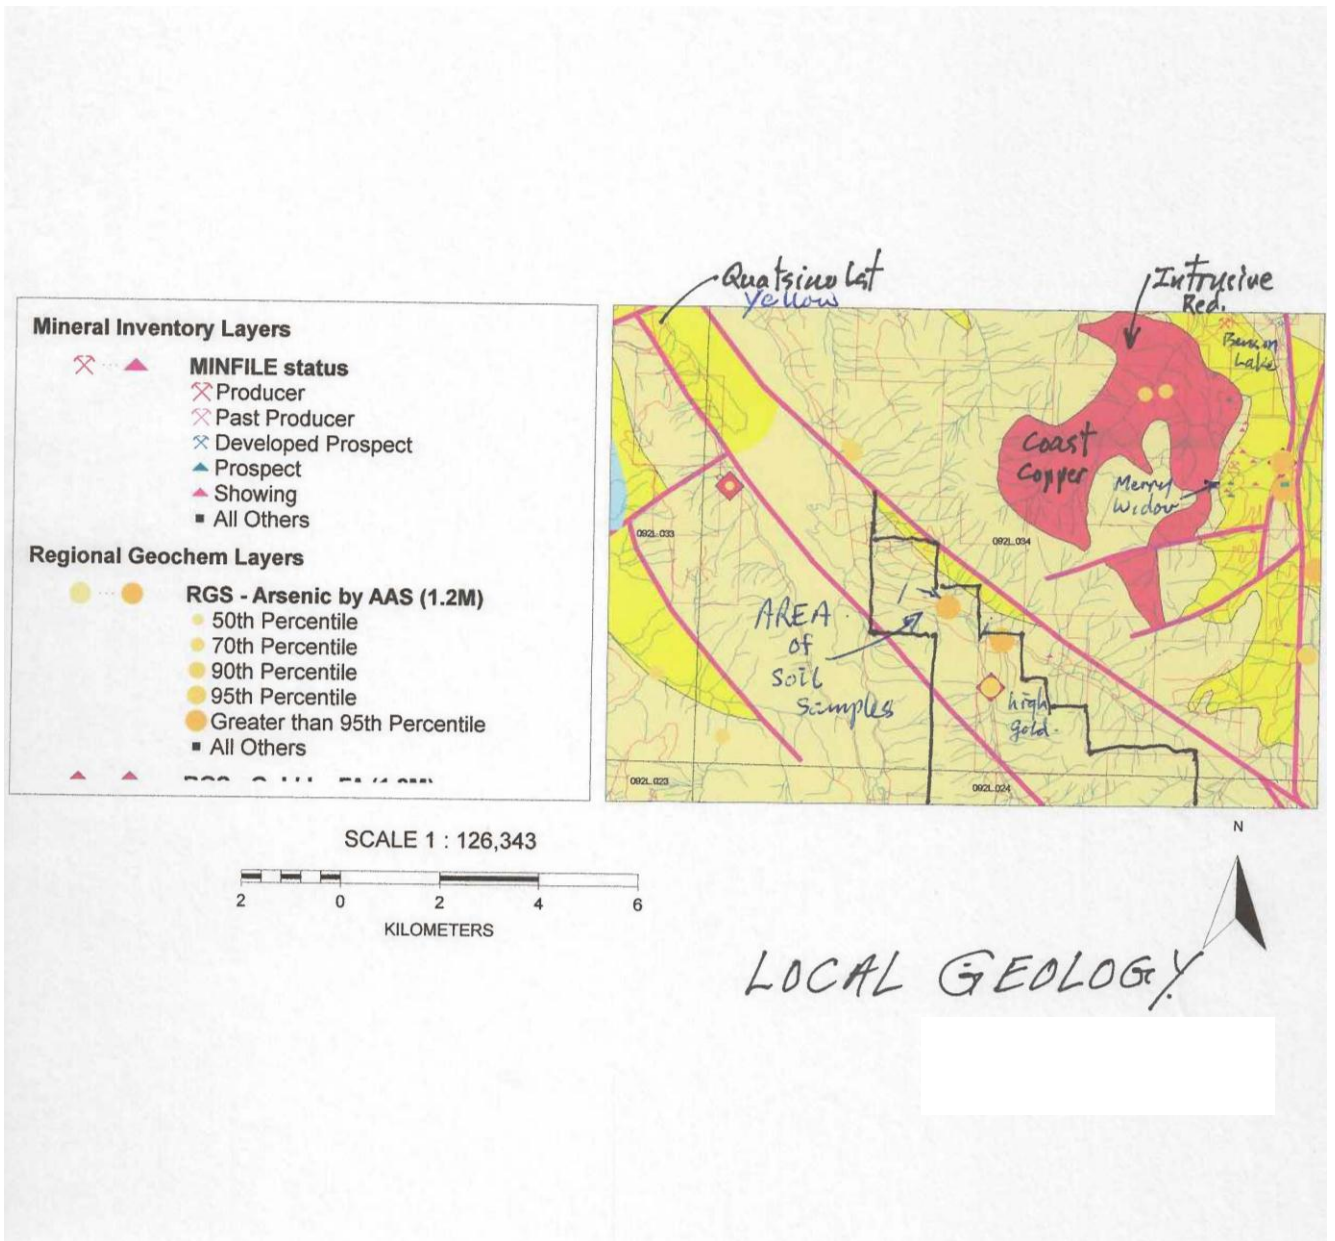 Quatsino Lst
Yellow
Intrusive
Red.
Mineral Inventory Layers
MINFILE status
Producer
Past Producer
Developed Prospect
Prospect
Showing
All Others
Regional Geochem Layers
RGS - Arsenic by AAS (1.2M)
50th Percentile
70th Percentile
90th Percentile
95th Percentile
Greater than 95th Percentile
All Others
Benson
Lake
Coast
Copper
Merry
Widow
092L.033
092L.034
AREA
of
Soil
Samples
high
gold.
092L.023
092L.024
SCALE 1 : 126,343
2 0 2 4 6
KILOMETERS
N
LOCAL GEOLOGY